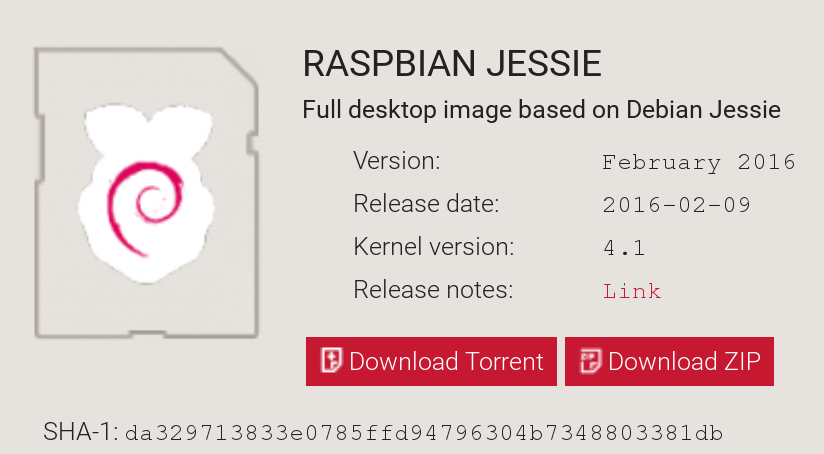 RASPBIAN JESSIE
Full desktop image based on Debian Jessie
Version: February 2016
Release date: 2016-02-09
Kernel version: 4.1
Release notes: Link
Download Torrent Download ZIP
SHA-1: da329713833e0785ffd94796304b7348803381db